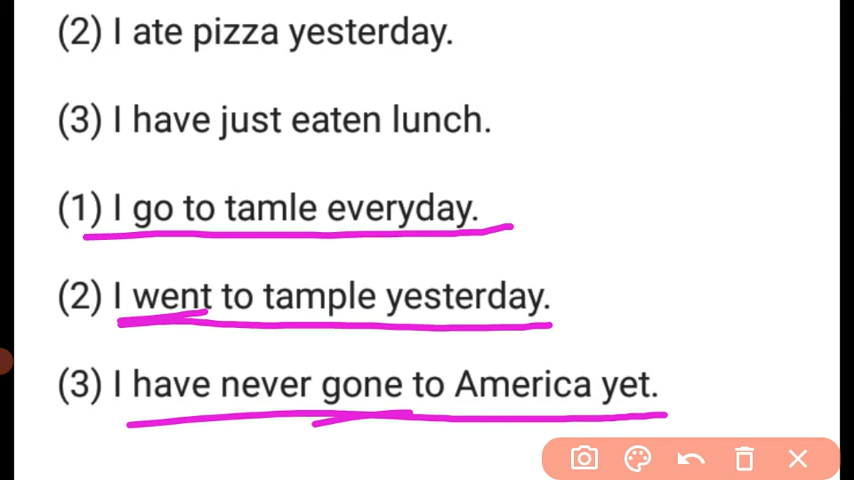 (2) I ate pizza yesterday.
(3) I have just eaten lunch.
(1) I go to tamle everyday.
(2) I went to tample yesterday.
(3) I have never gone to America yet.